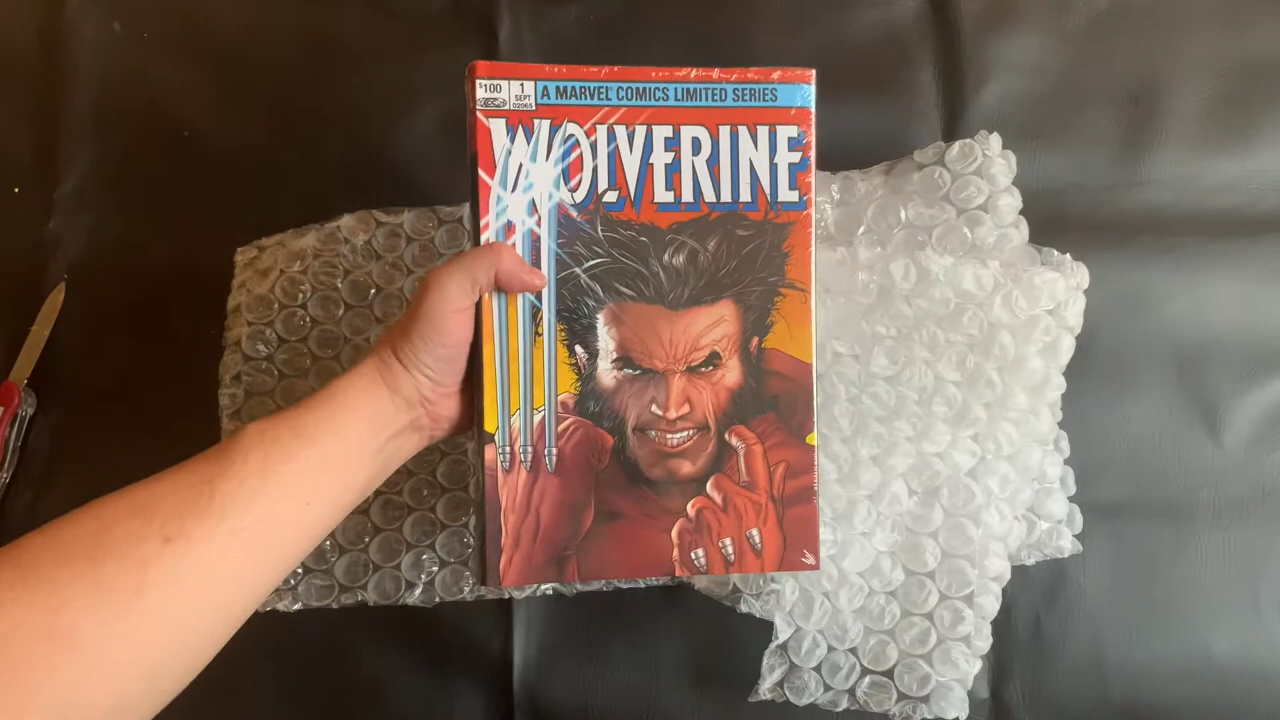 $100
1
SEPT
02065
A MARVEL COMICS LIMITED SERIES
WOLVERINE